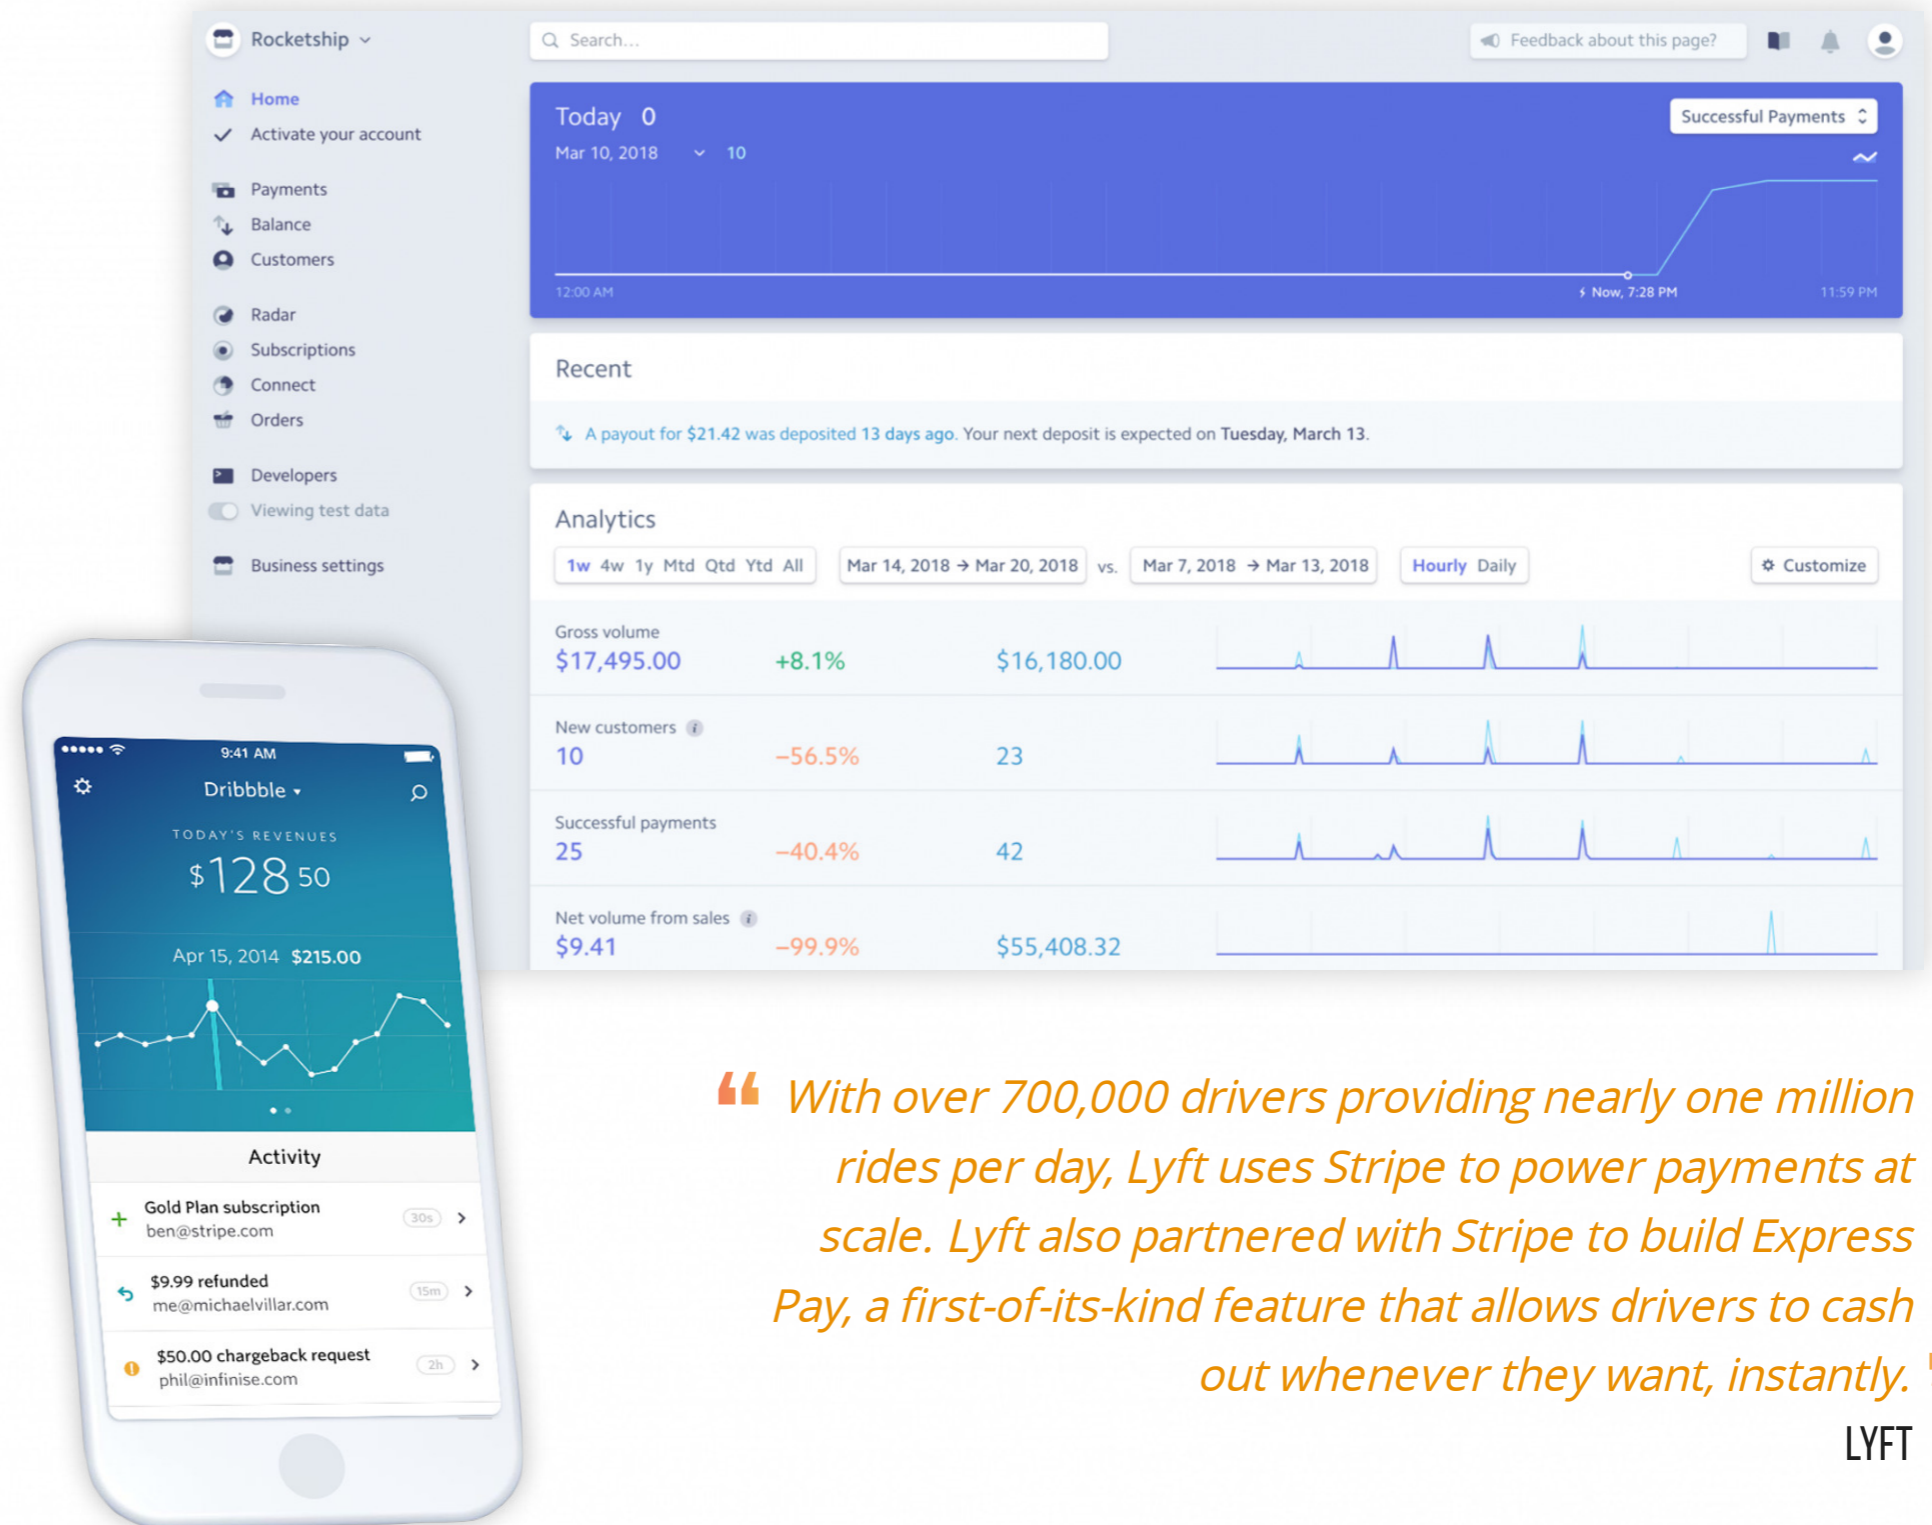 Rocketship
Search...
Feedback about this page?
Home
Activate your account
Payments
Balance
Customers
Radar
Subscriptions
Connect
Orders
Developers
Viewing test data
Business settings
Today 0
Successful Payments
Mar 10, 2018 10
12:00 AM
Now, 7:28 PM
11:59 PM
Recent
A payout for $21.42 was deposited 13 days ago. Your next deposit is expected on Tuesday, March 13.
Analytics
1w 4w 1y Mtd Qtd Ytd All
Mar 14, 2018 → Mar 20, 2018 vs. Mar 7, 2018 → Mar 13, 2018
Hourly Daily
Customize
Gross volume
$17,495.00 +8.1% $16,180.00
New customers
10 –56.5% 23
Successful payments
25 –40.4% 42
Net volume from sales
$9.41 –99.9% $55,408.32
9:41 AM
Dribbble
TODAY'S REVENUES
$128 50
Apr 15, 2014 $215.00
Activity
Gold Plan subscription
ben@stripe.com
30s
$9.99 refunded
me@michaelvillar.com
15m
$50.00 chargeback request
phil@infinise.com
2h
“ With over 700,000 drivers providing nearly one million
rides per day, Lyft uses Stripe to power payments at
scale. Lyft also partnered with Stripe to build Express
Pay, a first-of-its-kind feature that allows drivers to cash
out whenever they want, instantly.
LYFT